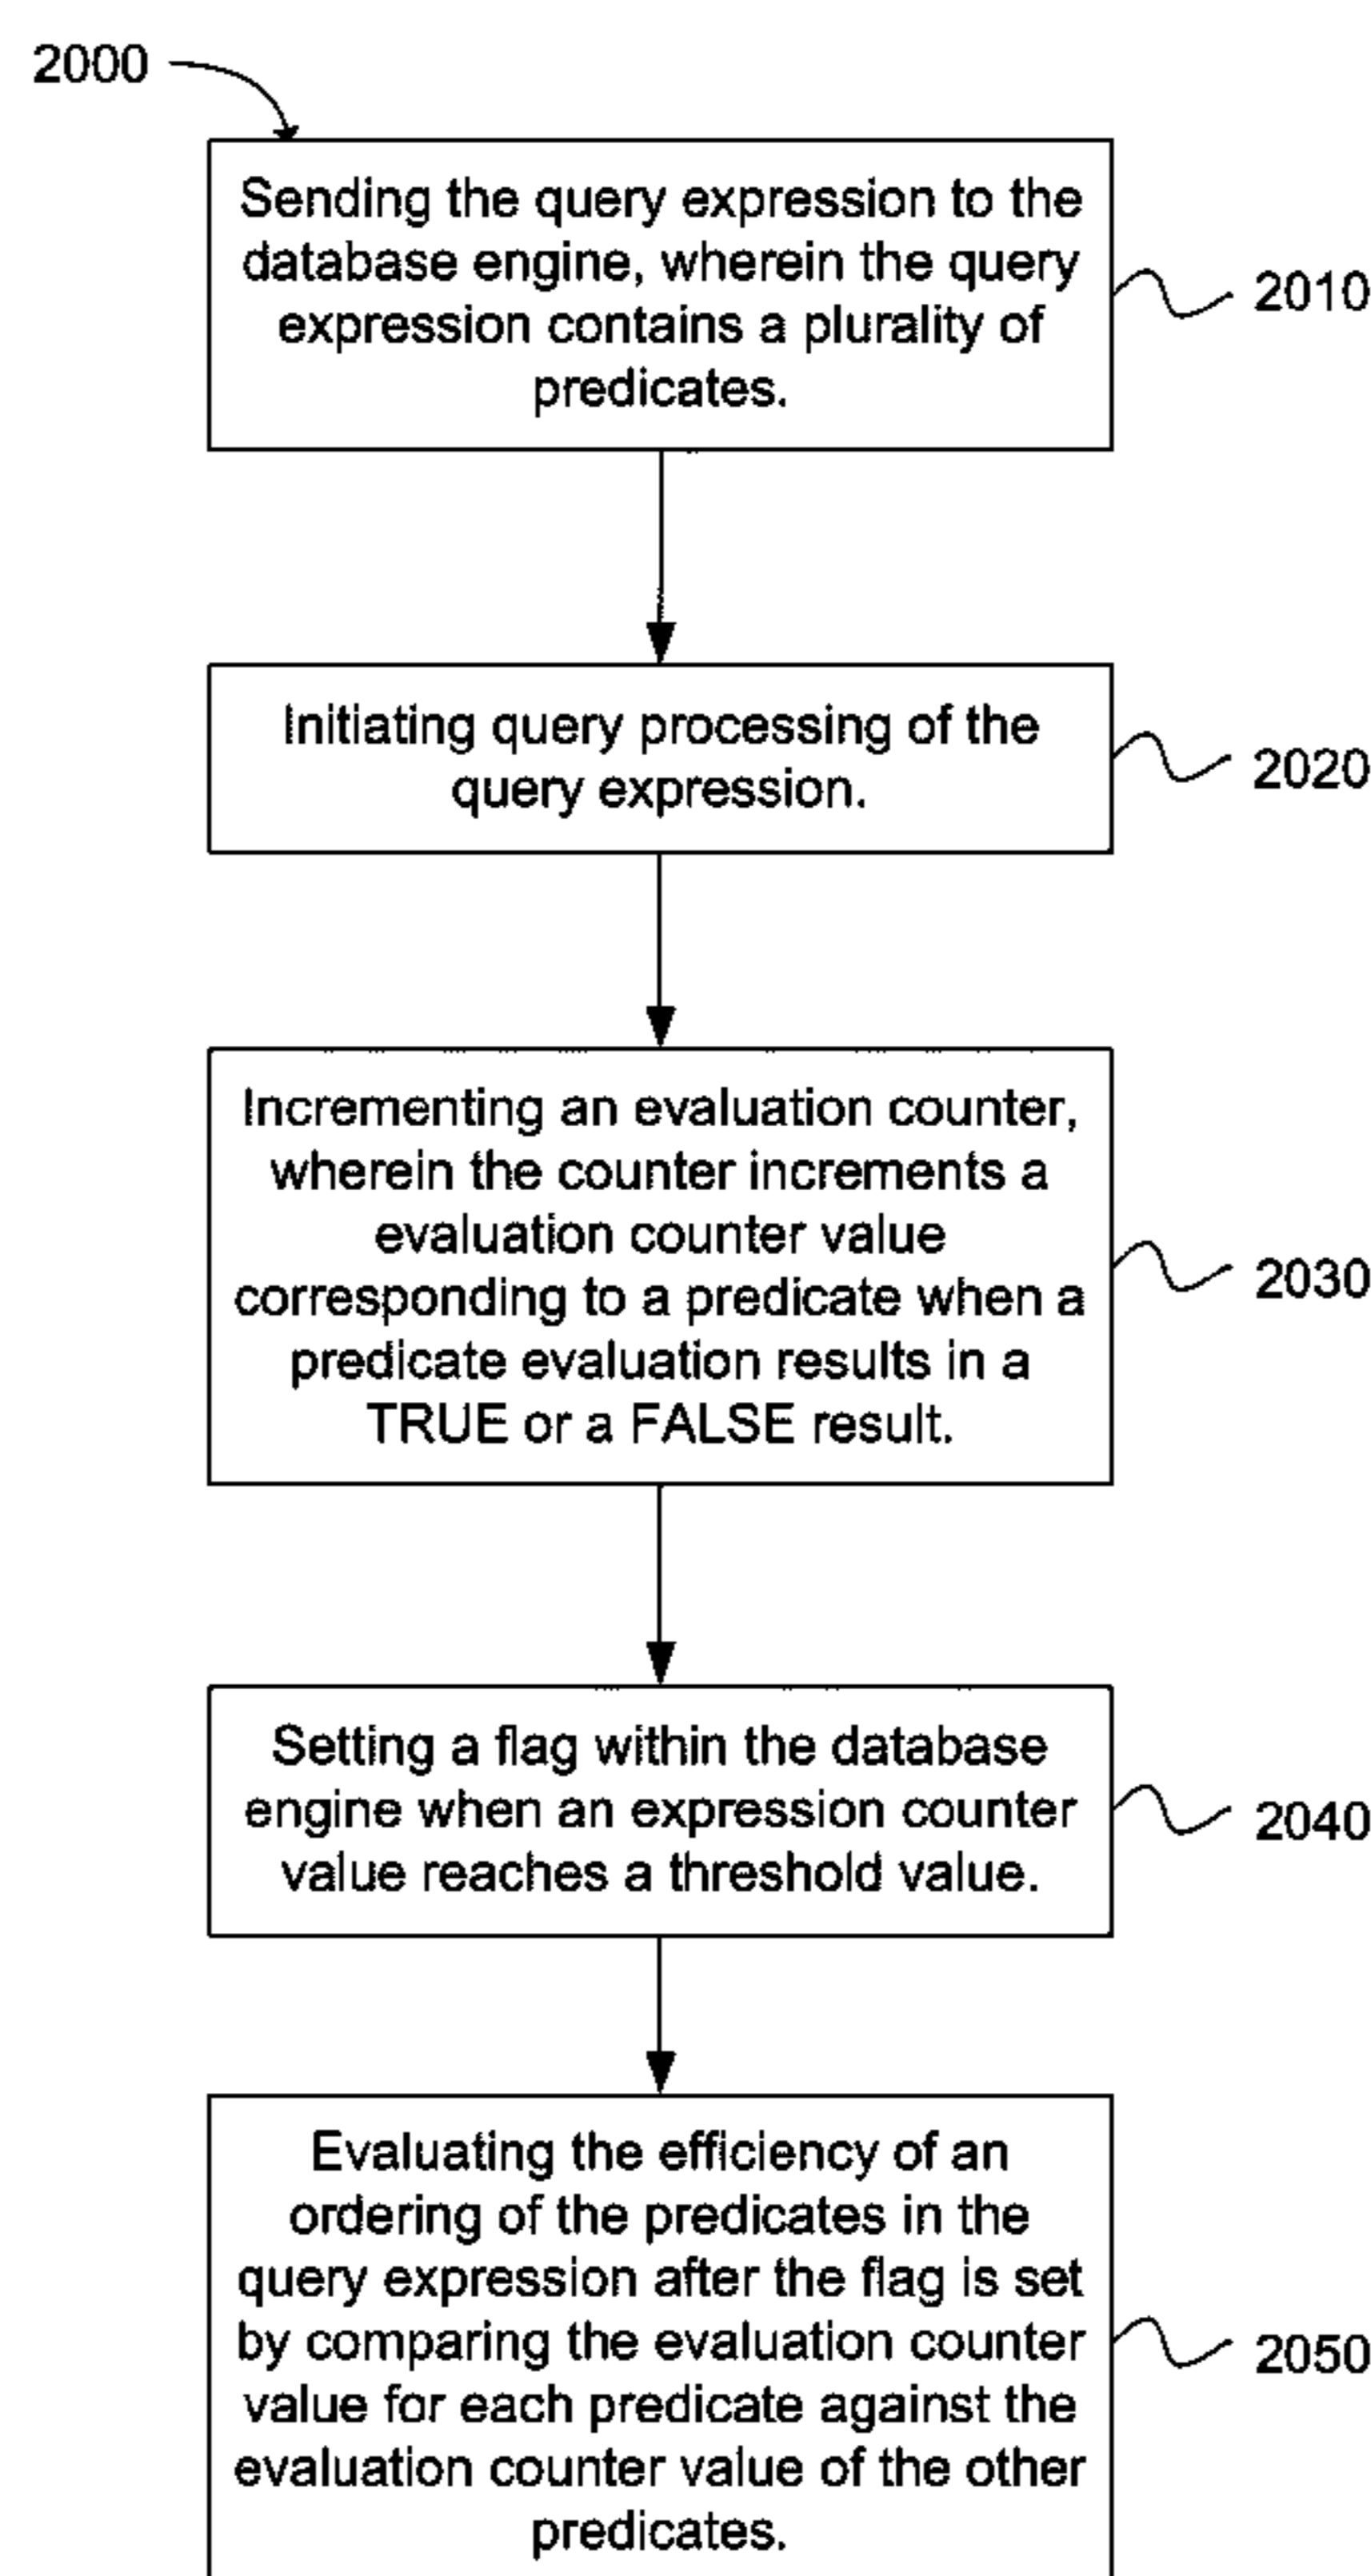 2000
Sending the query expression to the
database engine, wherein the query
expression contains a plurality of
predicates.
2010
Initiating query processing of the
query expression.
2020
Incrementing an evaluation counter,
wherein the counter increments a
evaluation counter value
corresponding to a predicate when a
predicate evaluation results in a
TRUE or a FALSE result.
2030
Setting a flag within the database
engine when an expression counter
value reaches a threshold value.
2040
Evaluating the efficiency of an
ordering of the predicates in the
query expression after the flag is set
by comparing the evaluation counter
value for each predicate against the
evaluation counter value of the other
predicates.
2050